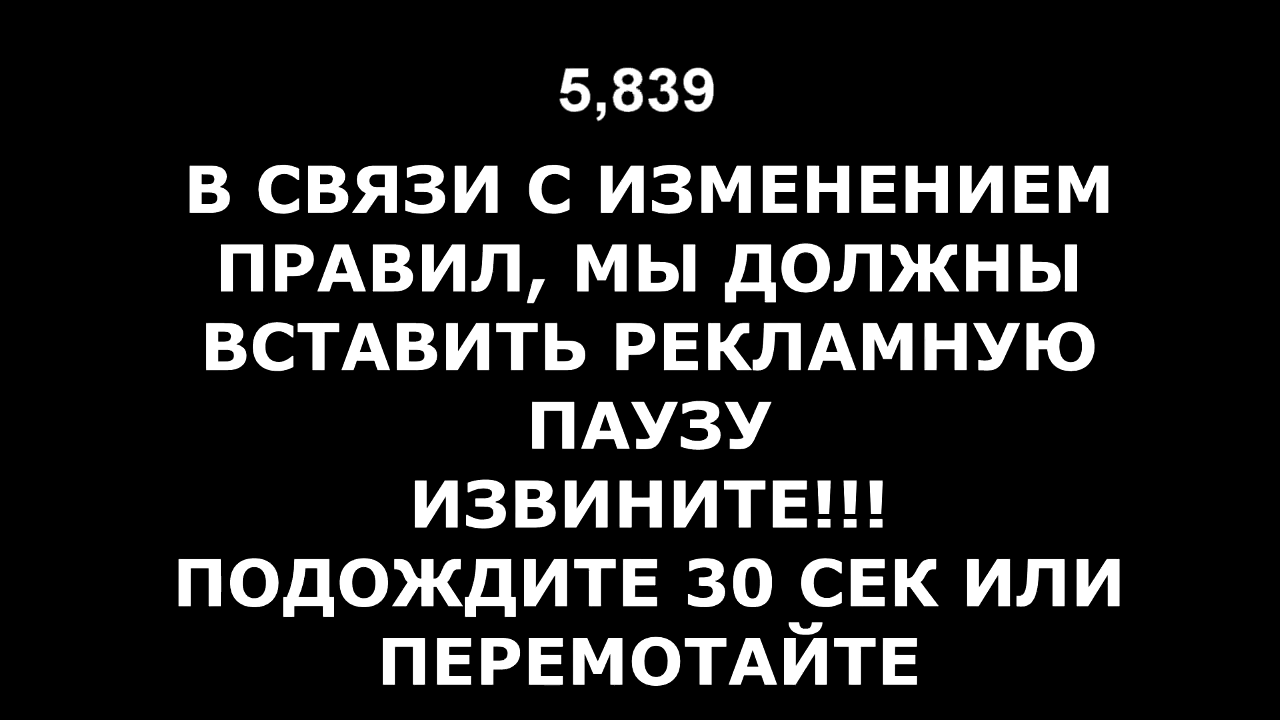 5,839
В СВЯЗИ С ИЗМЕНЕНИЕМ
ПРАВИЛ, МЫ ДОЛЖНЫ
ВСТАВИТЬ РЕКЛАМНУЮ
ПАУЗУ
ИЗВИНИТЕ!!!
ПОДОЖДИТЕ 30 СЕК ИЛИ
ПЕРЕМОТАЙТЕ